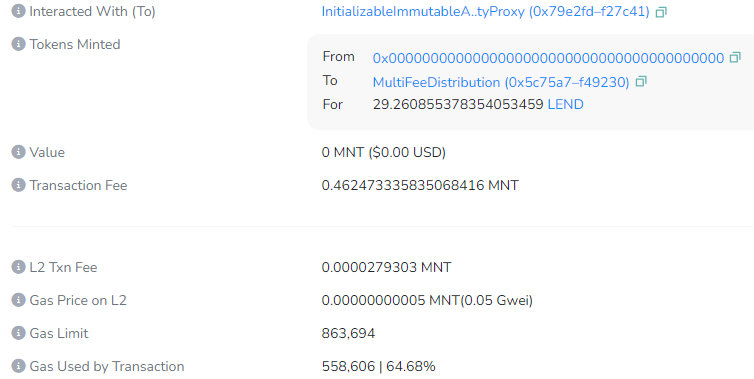 Interacted With (To) InitializableImmutableA..tyProxy (0x79e2fd–f27c41)
Tokens Minted
From 0x0000000000000000000000000000000000000000
To MultiFeeDistribution (0x5c75a7–f49230)
For 29.260855378354053459 LEND
Value 0 MNT ($0.00 USD)
Transaction Fee 0.462473335835068416 MNT
L2 Txn Fee 0.0000279303 MNT
Gas Price on L2 0.00000000005 MNT(0.05 Gwei)
Gas Limit 863,694
Gas Used by Transaction 558,606 | 64.68%